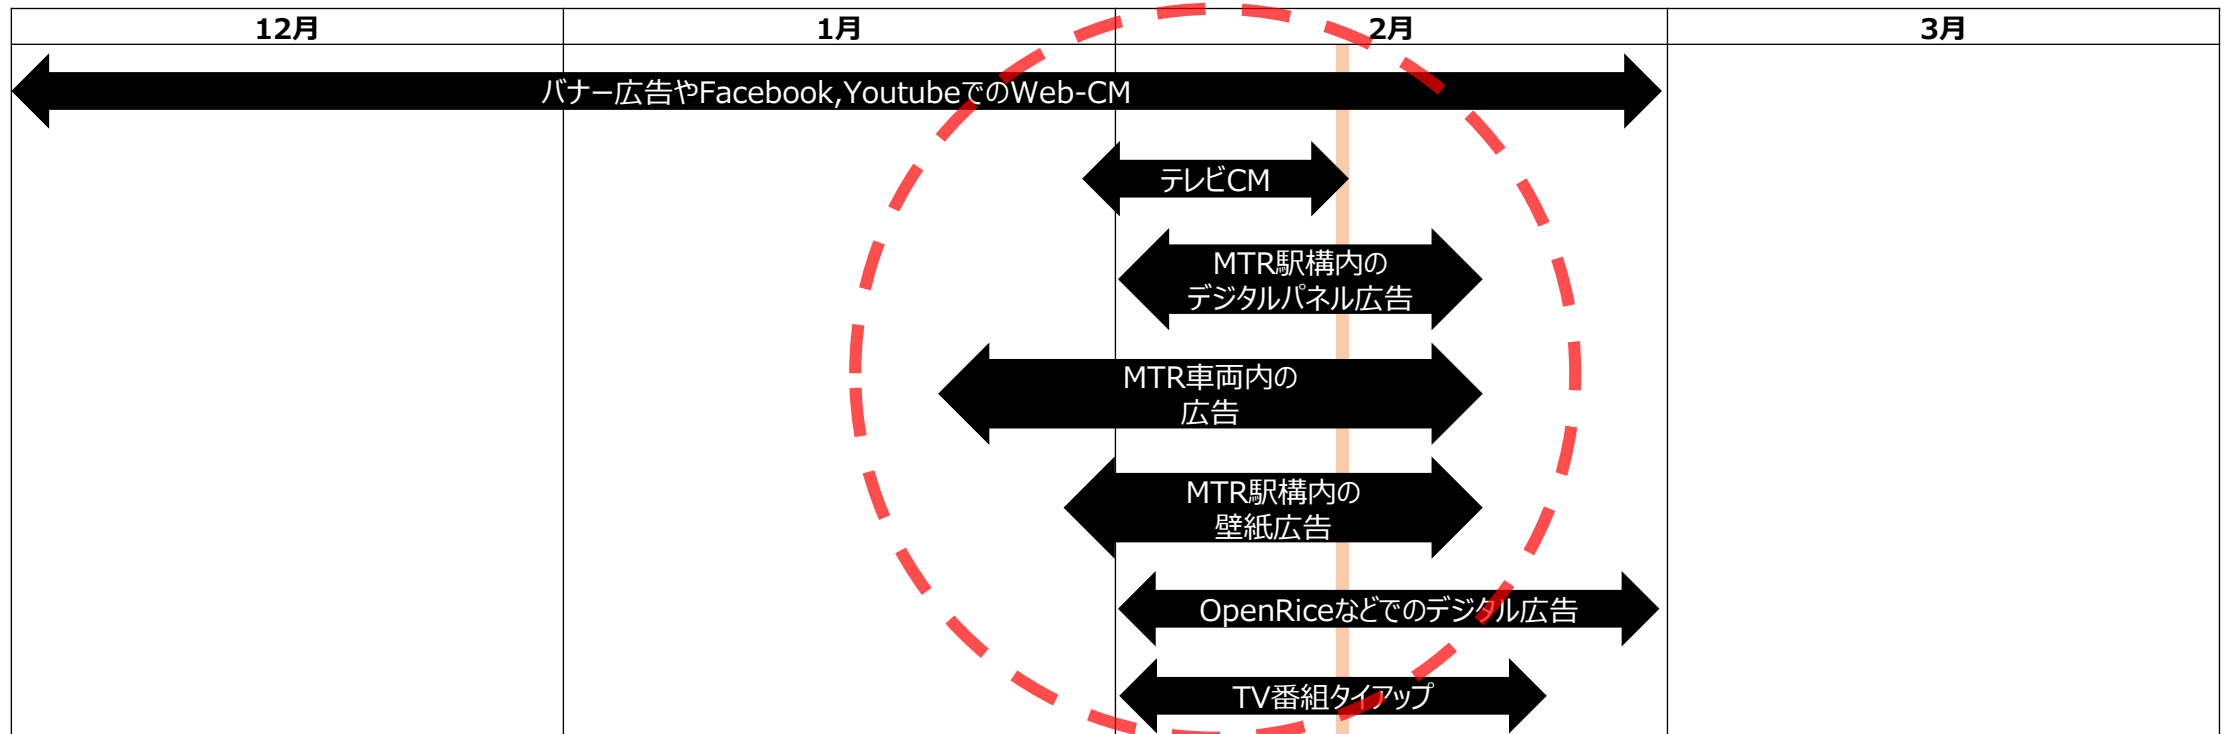 12月
1月
2月
3月
バナー広告やFacebook,YoutubeでのWeb-CM
テレビCM
MTR駅構内の
デジタルパネル広告
MTR車両内の
広告
MTR駅構内の
壁紙広告
OpenRiceなどでのデジタル広告
TV番組タイアップ